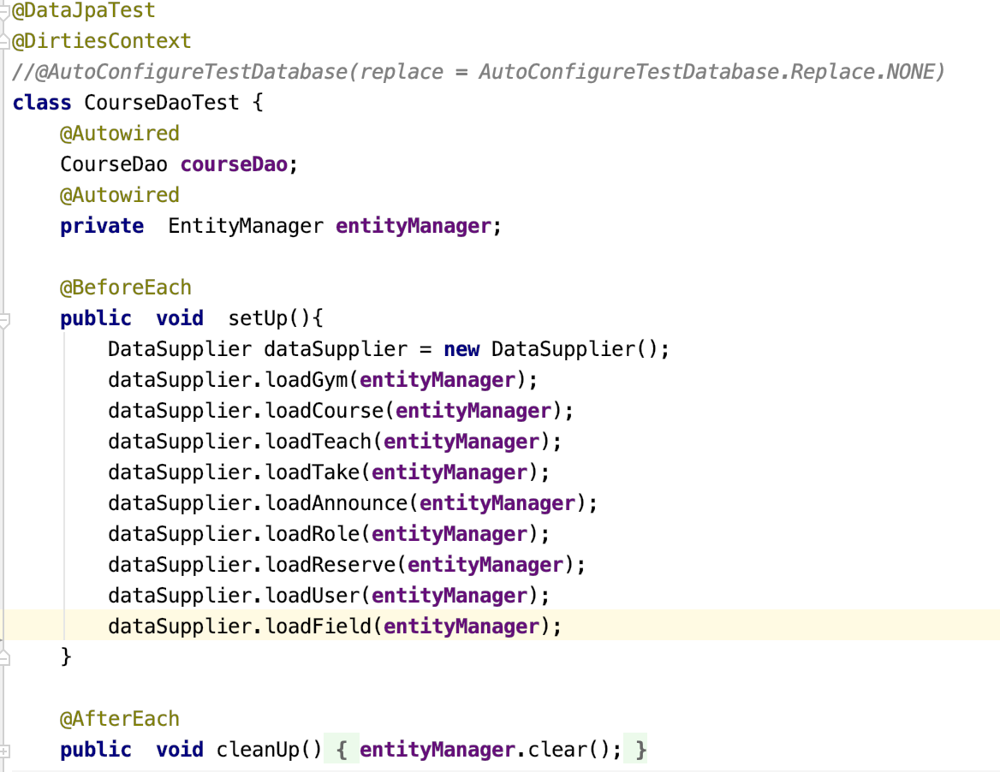 @DataJpaTest
@DirtiesContext
//@AutoConfigureTestDatabase(replace = AutoConfigureTestDatabase.Replace.NONE)
class CourseDaoTest {
    @Autowired
    CourseDao courseDao;
    @Autowired
    private  EntityManager entityManager;

    @BeforeEach
    public  void  setUp(){
        DataSupplier dataSupplier = new DataSupplier();
        dataSupplier.loadGym(entityManager);
        dataSupplier.loadCourse(entityManager);
        dataSupplier.loadTeach(entityManager);
        dataSupplier.loadTake(entityManager);
        dataSupplier.loadAnnounce(entityManager);
        dataSupplier.loadRole(entityManager);
        dataSupplier.loadReserve(entityManager);
        dataSupplier.loadUser(entityManager);
        dataSupplier.loadField(entityManager);
    }

    @AfterEach
    public  void cleanUp() { entityManager.clear(); }